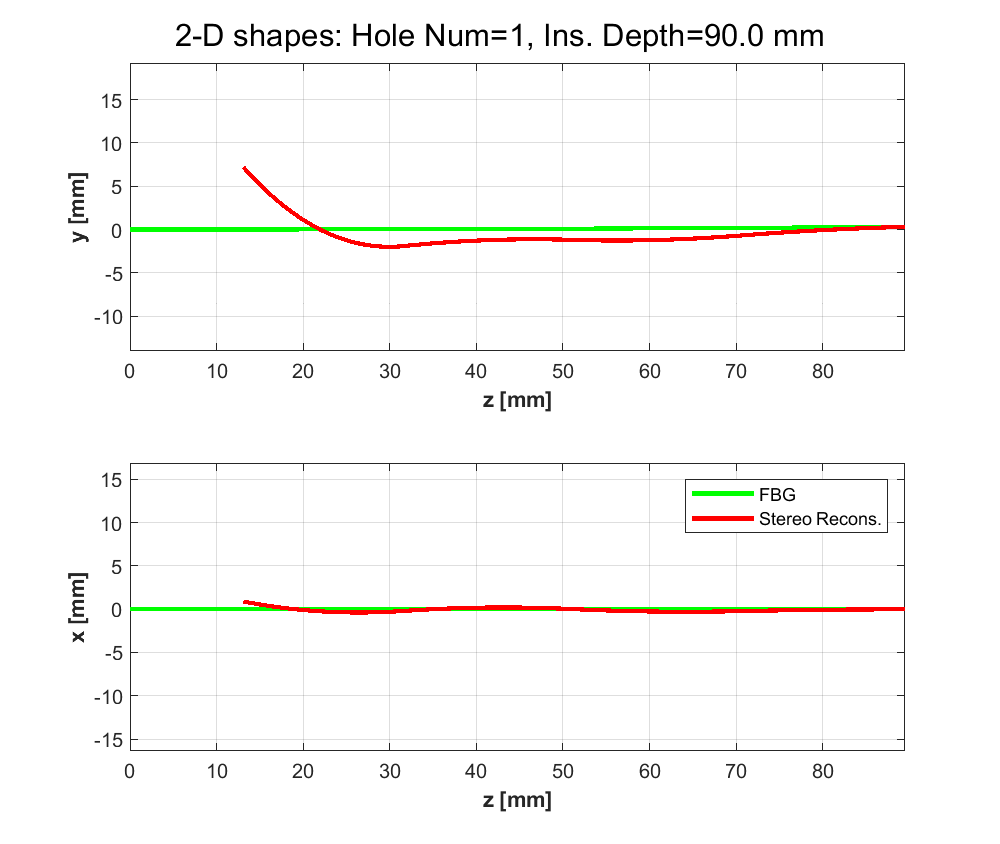 2-D shapes: Hole Num=1, Ins. Depth=90.0 mm
15
10
5
0
-5
-10
y [mm]
0 10 20 30 40 50 60 70 80
z [mm]
15
10
5
0
-5
-10
-15
x [mm]
FBG
Stereo Recons.
0 10 20 30 40 50 60 70 80
z [mm]